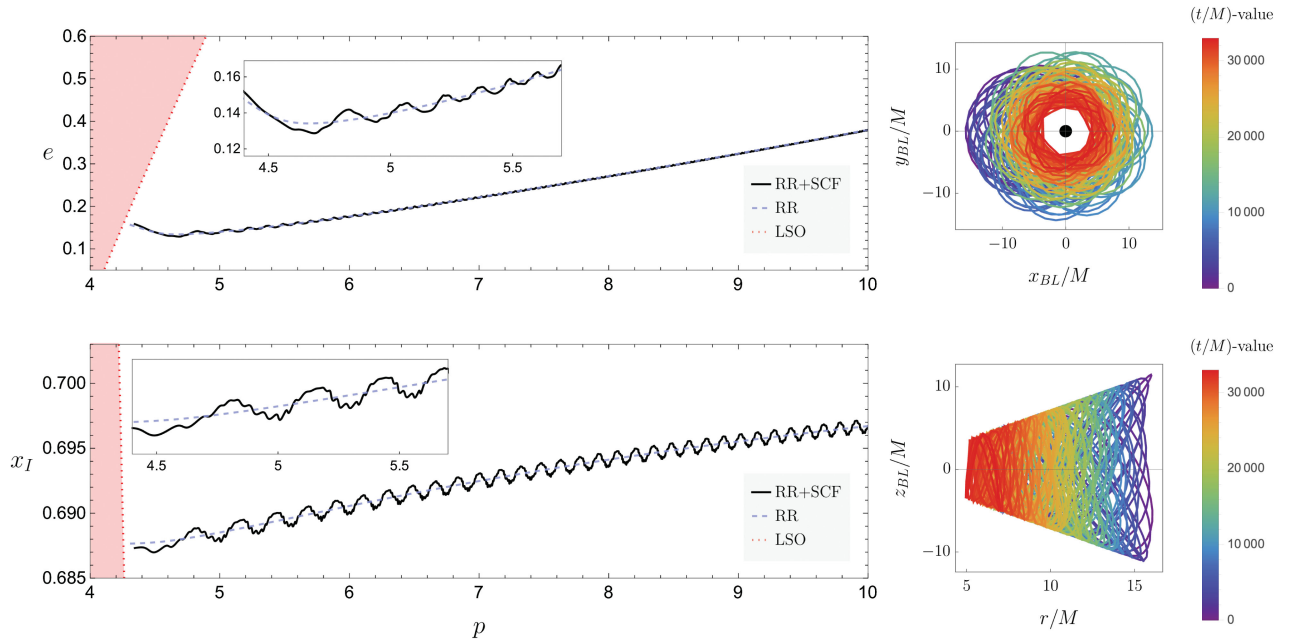 0.6
0.5
0.4
0.3
0.2
0.1
e
0.16
0.14
0.12
4.5 5 5.5
RR+SCF
RR
LSO
4 5 6 7 8 9 10
10
0
−10
y_BL/M
−10 0 10
x_BL/M
(t/M)-value
30 000
20 000
10 000
0
0.700
0.695
0.690
0.685
x_I
4.5 5 5.5
RR+SCF
RR
LSO
4 5 6 7 8 9 10
p
10
0
−10
z_BL/M
5 10 15
r/M
(t/M)-value
30 000
20 000
10 000
0